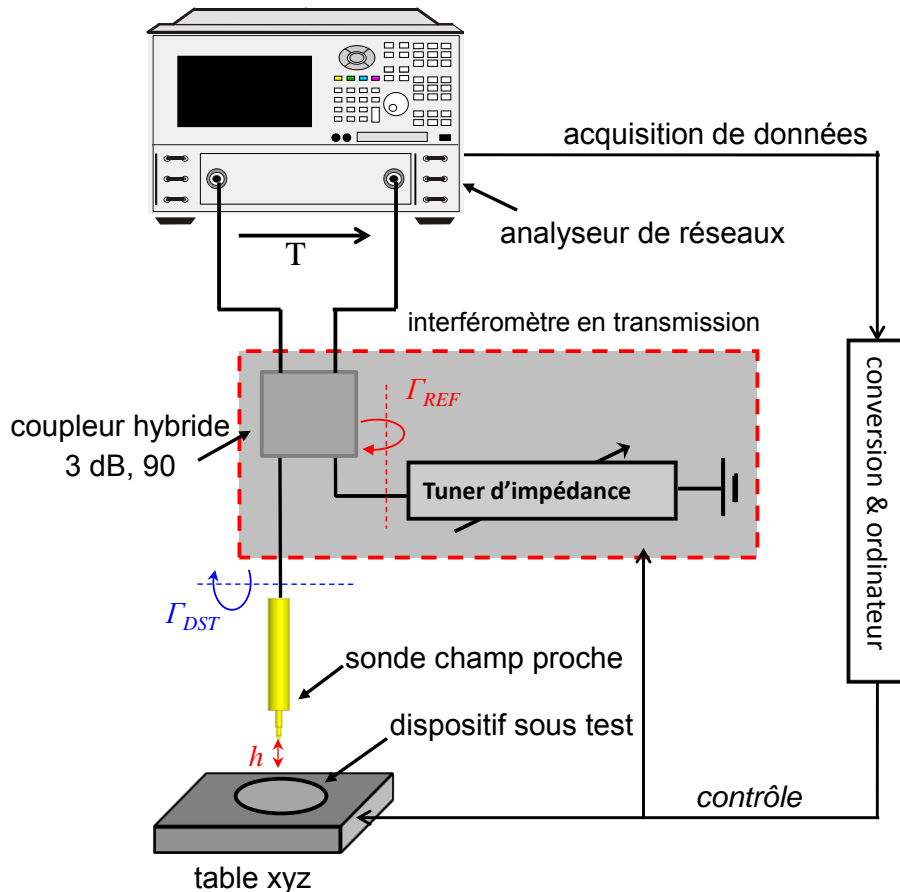 acquisition de données
analyseur de réseaux
T
interféromètre en transmission
Γ_REF
coupleur hybride
3 dB, 90
Tuner d'impédance
conversion & ordinateur
Γ_DST
sonde champ proche
dispositif sous test
h
contrôle
table xyz